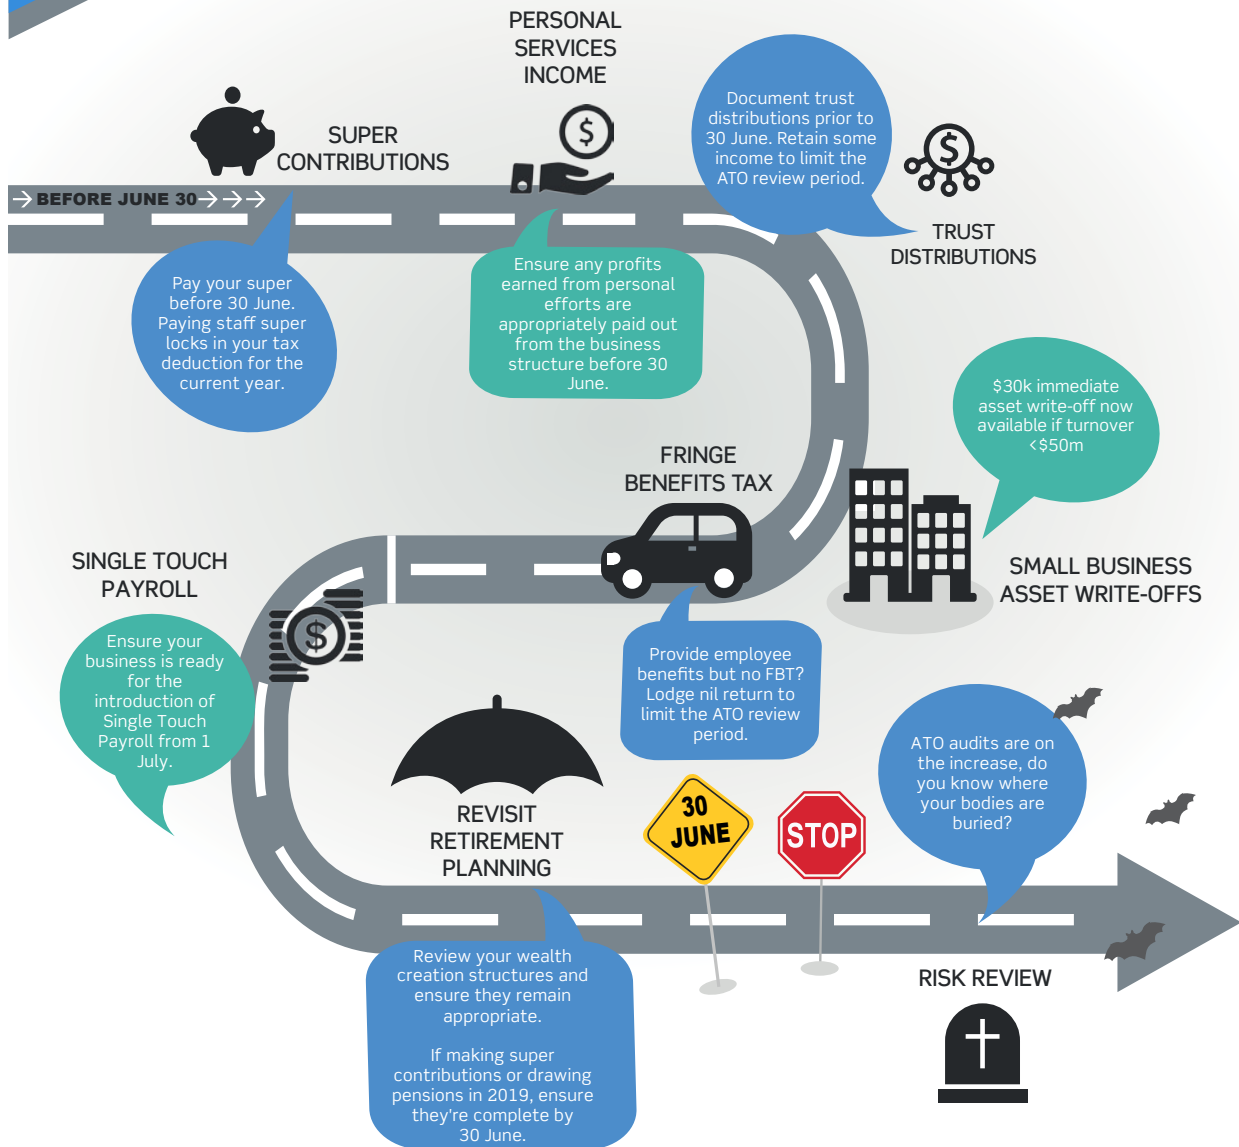 PERSONAL
SERVICES
INCOME
SUPER
CONTRIBUTIONS
Document trust
distributions prior to
30 June. Retain some
income to limit the
ATO review period.
TRUST
DISTRIBUTIONS
→ BEFORE JUNE 30→→→
Pay your super
before 30 June.
Paying staff super
locks in your tax
deduction for the
current year.
Ensure any profits
earned from personal
efforts are
appropriately paid out
from the business
structure before 30
June.
$30k immediate
asset write-off now
available if turnover
<$50m
FRINGE
BENEFITS TAX
SMALL BUSINESS
ASSET WRITE-OFFS
SINGLE TOUCH
PAYROLL
Ensure your
business is ready
for the
introduction of
Single Touch
Payroll from 1
July.
Provide employee
benefits but no FBT?
Lodge nil return to
limit the ATO review
period.
ATO audits are on
the increase, do
you know where
your bodies are
buried?
REVISIT
RETIREMENT
PLANNING
30
JUNE
STOP
Review your wealth
creation structures and
ensure they remain
appropriate.
If making super
contributions or drawing
pensions in 2019, ensure
they're complete by
30 June.
RISK REVIEW